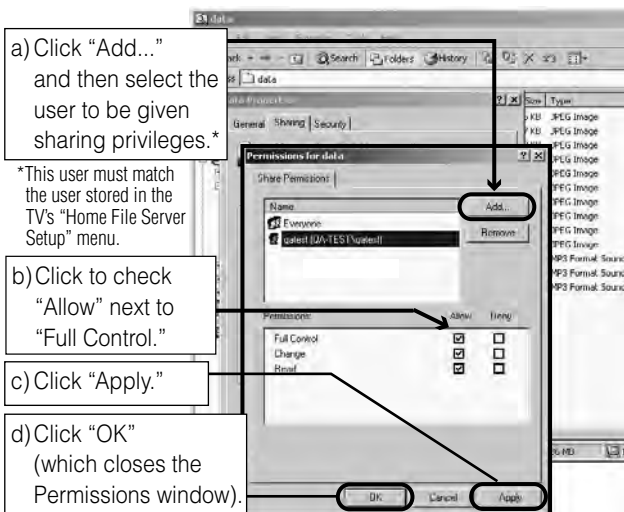 data
a) Click “Add...”
and then select the
user to be given
sharing privileges.*
*This user must match
the user stored in the
TV’s “Home File Server
Setup” menu.
b) Click to check
“Allow” next to
“Full Control.”
c) Click “Apply.”
d) Click “OK”
(which closes the
Permissions window).
Search Folders History
data
General Sharing Security
Size Type
KB JPEG Image
KB JPEG Image
JPEG Image
JPEG Image
JPEG Image
JPEG Image
JPEG Image
JPEG Image
JPEG Image
MP3 Format Sound
MP3 Format Sound
MP3 Format Sound
Permissions for data
Share Permissions
Name
Add...
Everyone
Remove
qatest (QA-TEST\qatest)
Permissions: Allow Deny
Full Control
Change
Read
MB
OK Cancel Apply